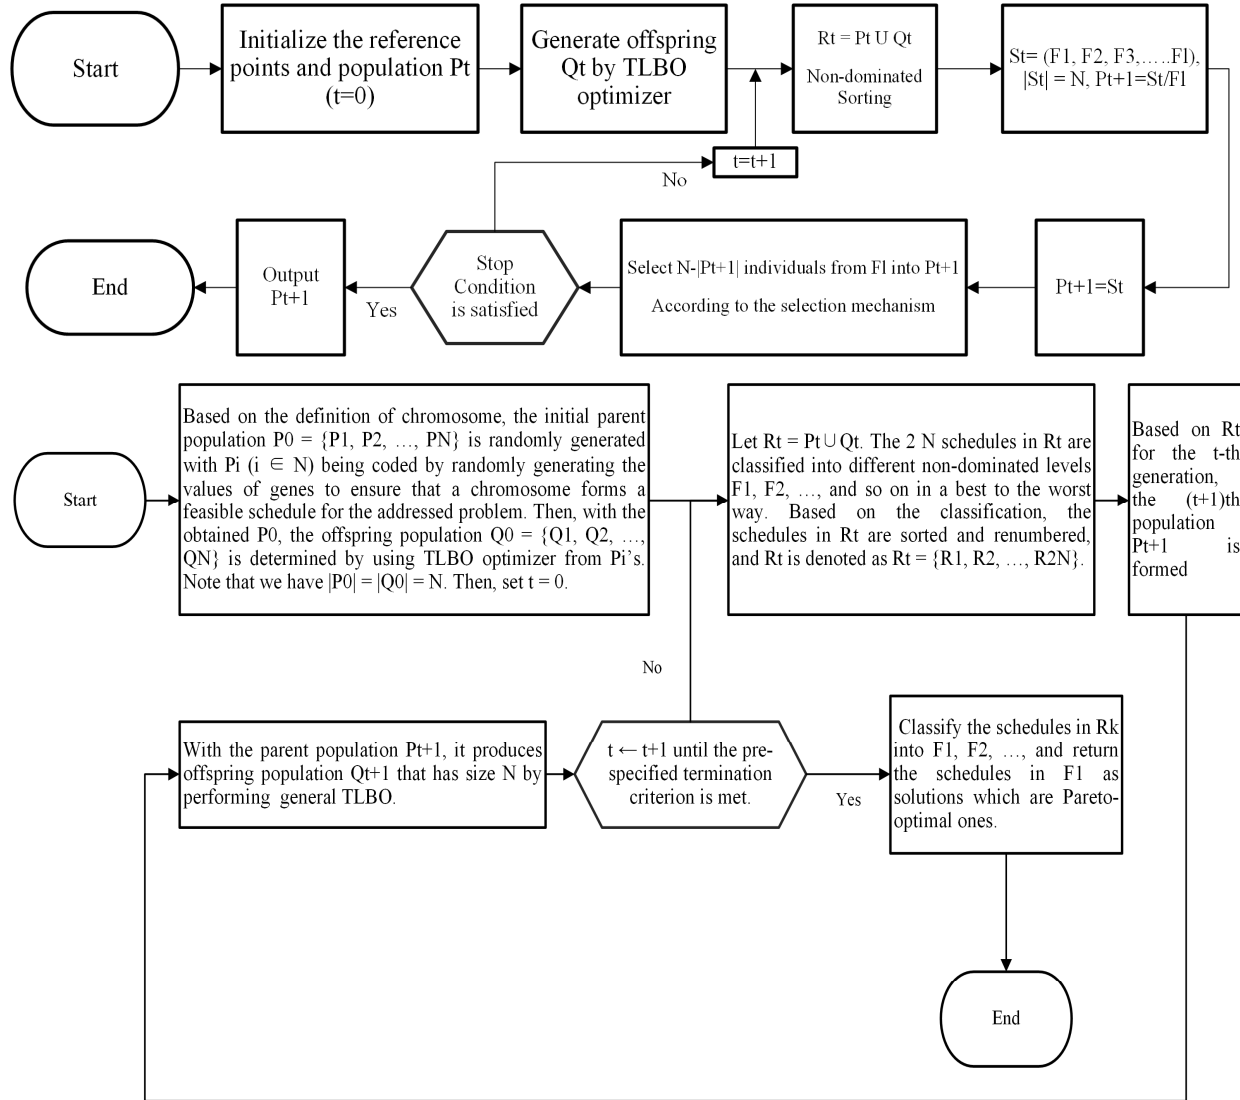 Start
Initialize the reference
points and population Pt
(t=0)
Generate offspring
Qt by TLBO
optimizer
Rt = Pt U Qt
Non-dominated
Sorting
St= (F1, F2, F3,.....Fl),
|St| = N, Pt+1=St/Fl
t=t+1
No
End
Output
Pt+1
Yes
Stop
Condition
is satisfied
Select N-|Pt+1| individuals from Fl into Pt+1
According to the selection mechanism
Pt+1=St
Start
Based on the definition of chromosome, the initial parent
population P0 = {P1, P2, …, PN} is randomly generated
with Pi (i ∈ N) being coded by randomly generating the
values of genes to ensure that a chromosome forms a
feasible schedule for the addressed problem. Then, with the
obtained P0, the offspring population Q0 = {Q1, Q2, …,
QN} is determined by using TLBO optimizer from Pi’s.
Note that we have |P0| = |Q0| = N. Then, set t = 0.
Let Rt = Pt ∪ Qt. The 2 N schedules in Rt are
classified into different non-dominated levels
F1, F2, …, and so on in a best to the worst
way. Based on the classification, the
schedules in Rt are sorted and renumbered,
and Rt is denoted as Rt = {R1, R2, …, R2N}.
Based on Rt
for the t-th
generation,
the (t+1)th
population
Pt+1 is
formed
No
With the parent population Pt+1, it produces
offspring population Qt+1 that has size N by
performing general TLBO.
t ← t+1 until the pre-
specified termination
criterion is met.
Yes
Classify the schedules in Rk
into F1, F2, …, and return
the schedules in F1 as
solutions which are Pareto-
optimal ones.
End